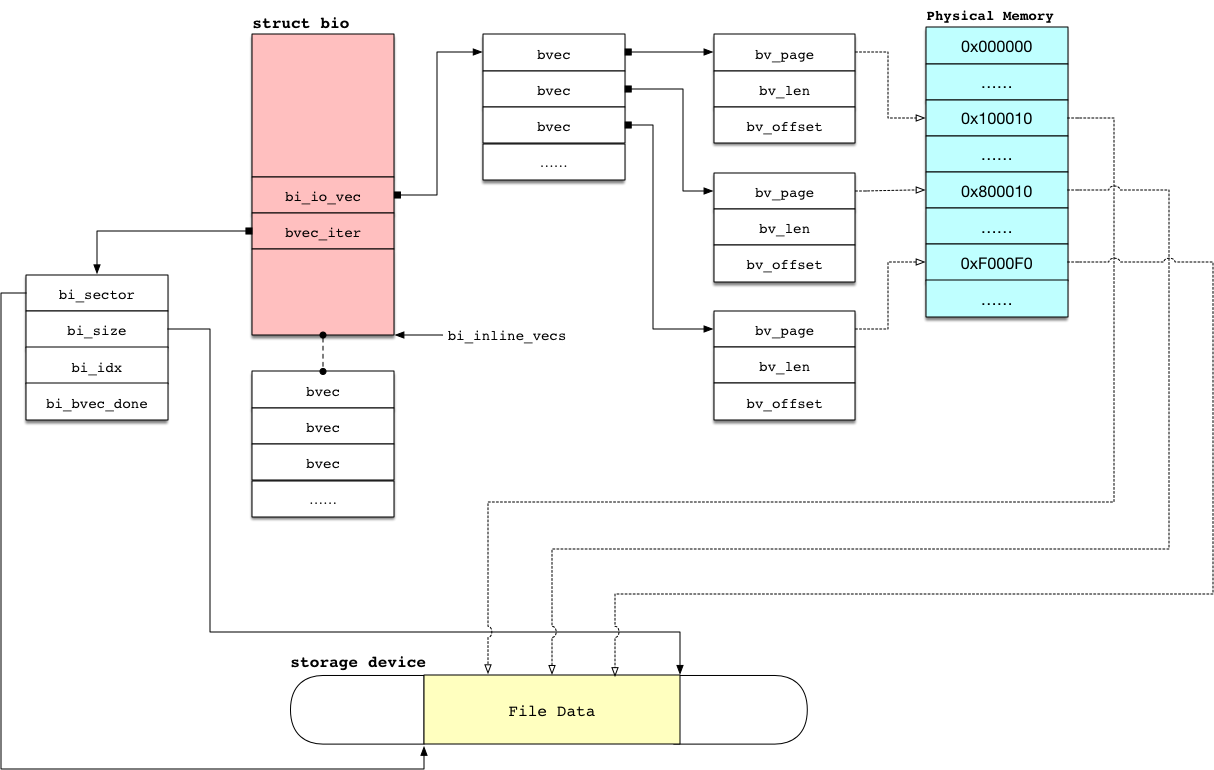 struct bio
bi_io_vec
bvec_iter
bi_inline_vecs
bvec
bvec
bvec
......
bi_sector
bi_size
bi_idx
bi_bvec_done
bvec
bvec
bvec
......
bv_page
bv_len
bv_offset
bv_page
bv_len
bv_offset
bv_page
bv_len
bv_offset
Physical Memory
0x000000
......
0x100010
......
0x800010
......
0xF000F0
......
storage device
File Data